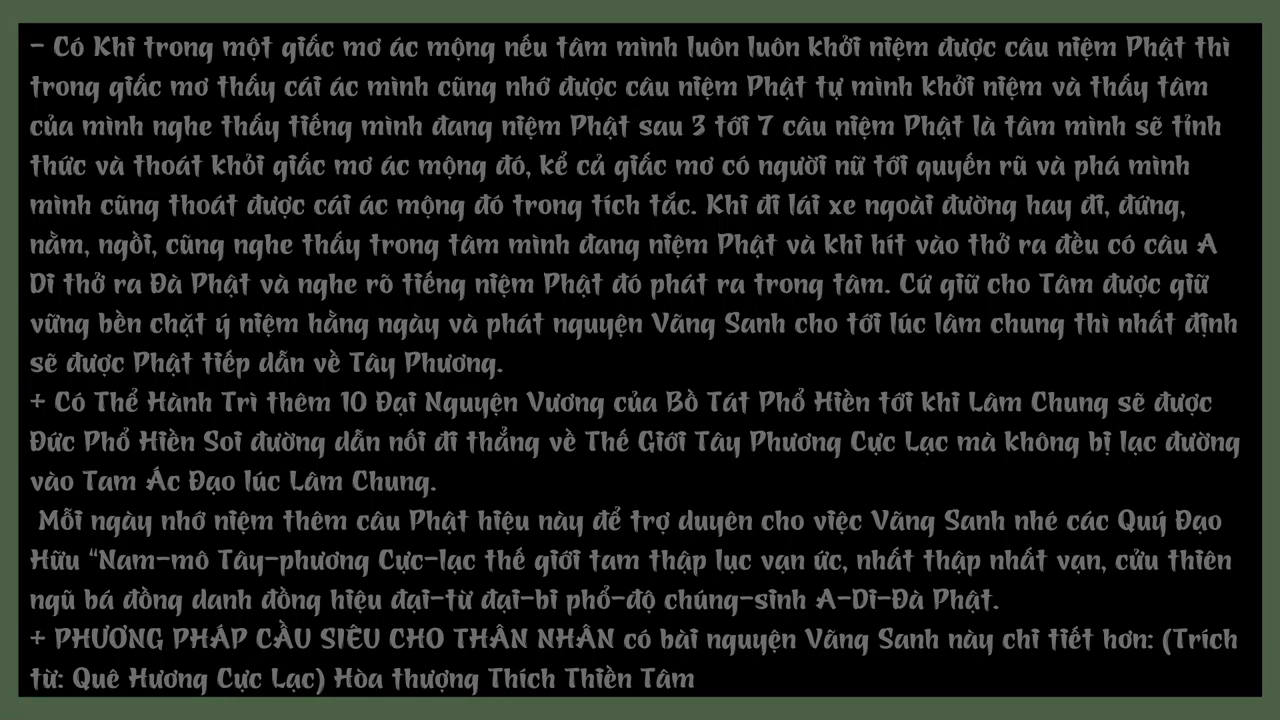 - Có Khi trong một giấc mơ ác mộng nếu tâm mình luôn luôn khởi niệm được câu niệm Phật thì
trong giấc mơ thấy cái ác mình cũng nhớ được câu niệm Phật tự mình khởi niệm và thấy tâm
của mình nghe thấy tiếng mình đang niệm Phật sau 3 tới 7 câu niệm Phật là tâm mình sẽ tỉnh
thức và thoát khỏi giấc mơ ác mộng đó, kể cả giấc mơ có người nữ tới quyến rũ và phá mình
mình cũng thoát được cái ác mộng đó trong tích tắc. Khi đi lái xe ngoài đường hay đi, đứng,
nằm, ngồi, cũng nghe thấy trong tâm mình đang niệm Phật và khi hít vào thở ra đều có câu A
Di thở ra Đà Phật và nghe rõ tiếng niệm Phật đó phát ra trong tâm. Cứ giữ cho Tâm được giữ
vững bền chặt ý niệm hằng ngày và phát nguyện Vãng Sanh cho tới lúc lâm chung thì nhất định
sẽ được Phật tiếp dẫn về Tây Phương.
+ Có Thể Hành Trì thêm 10 Đại Nguyện Vương của Bồ Tát Phổ Hiền tới khi Lâm Chung sẽ được
Đức Phổ Hiền Soi đường dẫn nối đi thẳng về Thế Giới Tây Phương Cực Lạc mà không bị lạc đường
vào Tam Ác Đạo lúc Lâm Chung.
Mỗi ngày nhớ niệm thêm câu Phật hiệu này để trợ duyên cho việc Vãng Sanh nhé các Quý Đạo
Hữu "Nam-mô Tây-phương Cực-lạc thế giới tam thập lục vạn ức, nhất thập nhất vạn, cửu thiên
ngũ bá đồng danh đồng hiệu đại-từ đại-bi phổ-độ chúng-sinh A-Di-Đà Phật.
+ PHƯƠNG PHÁP CẦU SIÊU CHO THÂN NHÂN có bài nguyện Vãng Sanh này chi tiết hơn: (Trích
từ: Quê Hương Cực Lạc) Hòa thượng Thích Thiền Tâm